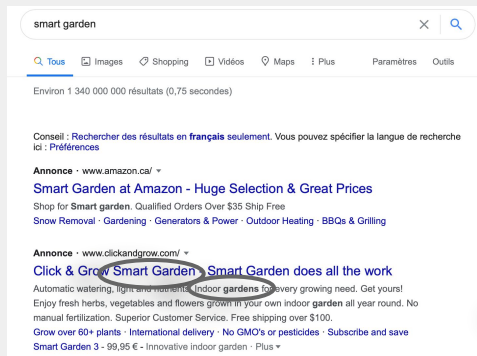 smart garden
Tous Images Shopping Vidéos Maps Plus Paramètres Outils
Environ 1 340 000 000 résultats (0,75 secondes)
Conseil : Rechercher des résultats en français seulement. Vous pouvez spécifier la langue de recherche
ici : Préférences
Annonce · www.amazon.ca/
Smart Garden at Amazon - Huge Selection & Great Prices
Shop for Smart garden. Qualified Orders Over $35 Ship Free
Snow Removal · Gardening · Generators & Power · Outdoor Heating · BBQs & Grilling
Annonce · www.clickandgrow.com/
Click & Grow Smart Garden - Smart Garden does all the work
Automatic watering, light and nutrients. Indoor gardens for every growing need. Get yours!
Enjoy fresh herbs, vegetables and flowers grown in your own indoor garden all year round. No
manual fertilization. Superior Customer Service. Free shipping over $100.
Grow over 60+ plants · International delivery · No GMO's or pesticides · Subscribe and save
Smart Garden 3 - 99,95 € - Innovative indoor garden · Plus